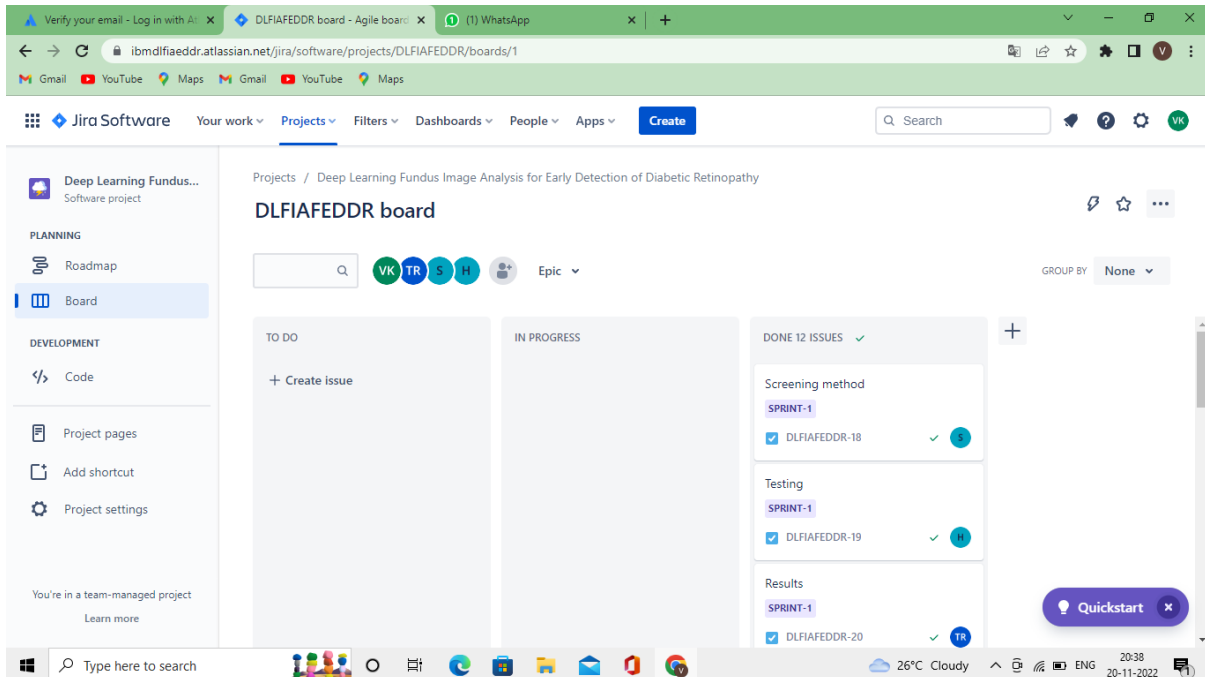 Verify your email - Log in with At
DLFIAFEDDR board - Agile board
(1) WhatsApp
ibmdlfiaeddr.atlassian.net/jira/software/projects/DLFIAFEDDR/boards/1
V
Gmail YouTube Maps Gmail YouTube Maps
Jira Software Your work Projects Filters Dashboards People Apps Create
Search
VK
Deep Learning Fundus...
Software project
PLANNING
Roadmap
Board
DEVELOPMENT
Code
Project pages
Add shortcut
Project settings
You're in a team-managed project
Learn more
Projects / Deep Learning Fundus Image Analysis for Early Detection of Diabetic Retinopathy
DLFIAFEDDR board
VK TR S H
Epic
GROUP BY None
TO DO
+ Create issue
IN PROGRESS
DONE 12 ISSUES
Screening method
SPRINT-1
DLFIAFEDDR-18
S
Testing
SPRINT-1
DLFIAFEDDR-19
H
Results
SPRINT-1
DLFIAFEDDR-20
TR
Quickstart
Type here to search
26°C Cloudy
ENG
20:38
20-11-2022